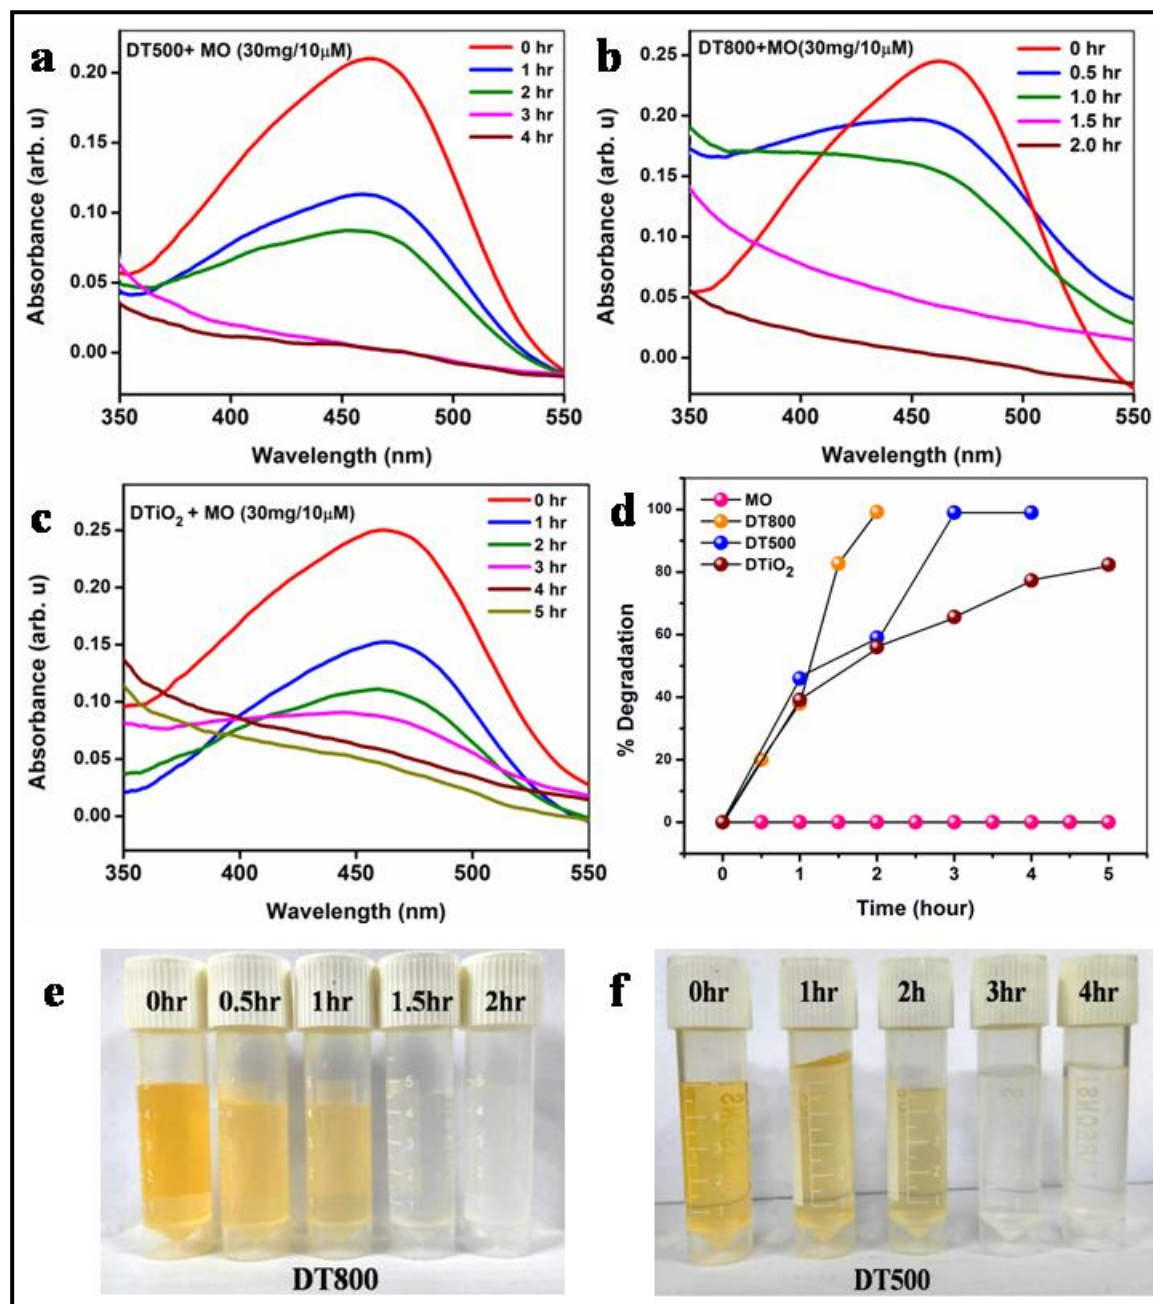 a
DT500+ MO (30mg/10μM)
0 hr
1 hr
2 hr
3 hr
4 hr
0.20
0.15
0.10
0.05
0.00
Absorbance (arb. u)
350 400 450 500 550
Wavelength (nm)
b
DT800+MO(30mg/10μM)
0 hr
0.5 hr
1.0 hr
1.5 hr
2.0 hr
0.25
0.20
0.15
0.10
0.05
0.00
Absorbance (arb. u)
350 400 450 500 550
Wavelength (nm)
c
DTiO₂ + MO (30mg/10μM)
0 hr
1 hr
2 hr
3 hr
4 hr
5 hr
0.25
0.20
0.15
0.10
0.05
0.00
Absorbance (arb. u)
350 400 450 500 550
Wavelength (nm)
d
MO
DT800
DT500
DTiO₂
100
80
60
40
20
0
% Degradation
0 1 2 3 4 5
Time (hour)
e
0hr 0.5hr 1hr 1.5hr 2hr
DT800
f
0hr 1hr 2h 3hr 4hr
DT500